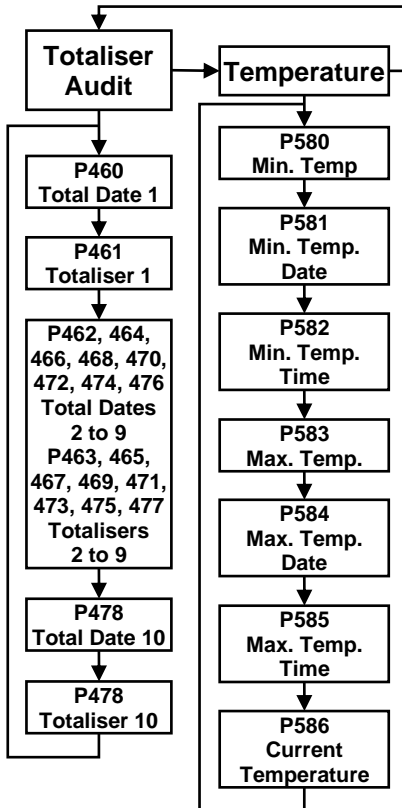 Totaliser
Audit
P460
Total Date 1
P461
Totaliser 1
P462, 464,
466, 468, 470,
472, 474, 476
Total Dates
2 to 9
P463, 465,
467, 469, 471,
473, 475, 477
Totalisers
2 to 9
P478
Total Date 10
P478
Totaliser 10
Temperature
P580
Min. Temp
P581
Min. Temp.
Date
P582
Min. Temp.
Time
P583
Max. Temp.
P584
Max. Temp.
Date
P585
Max. Temp.
Time
P586
Current
Temperature